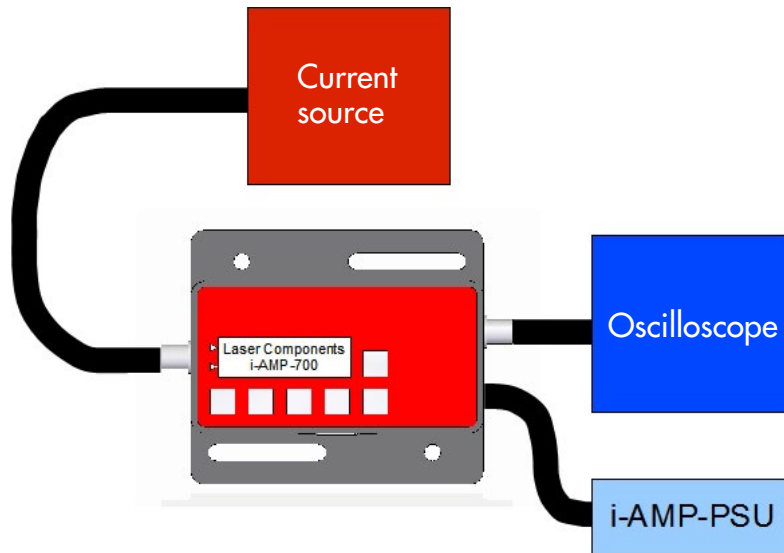 Current
source
Laser Components
i-AMP-700
Oscilloscope
i-AMP-PSU